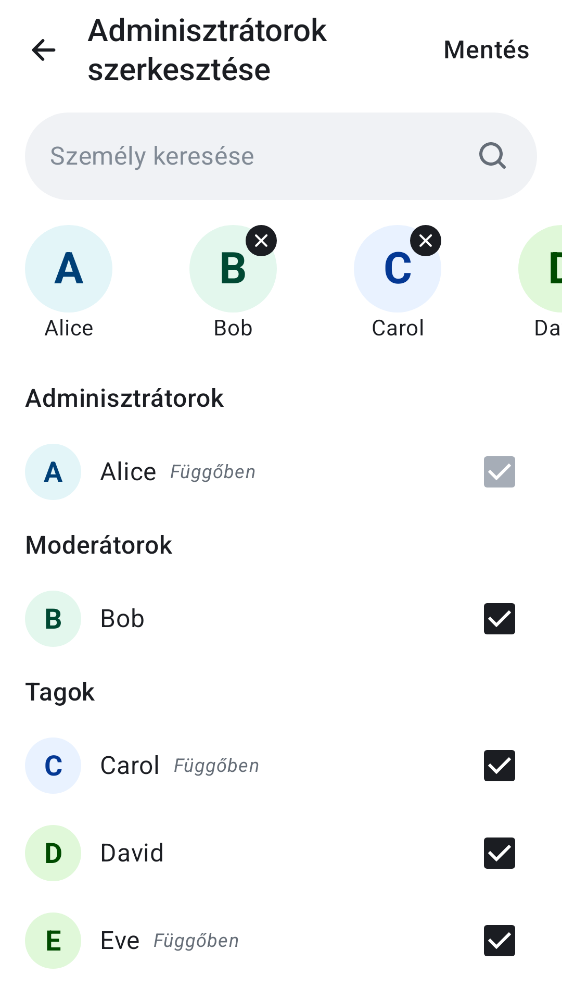 Adminisztrátorok
szerkesztése
Mentés
Személy keresése
A B C D
Alice Bob Carol Da
Adminisztrátorok
A Alice Függőben
Moderátorok
B Bob
Tagok
C Carol Függőben
D David
E Eve Függőben